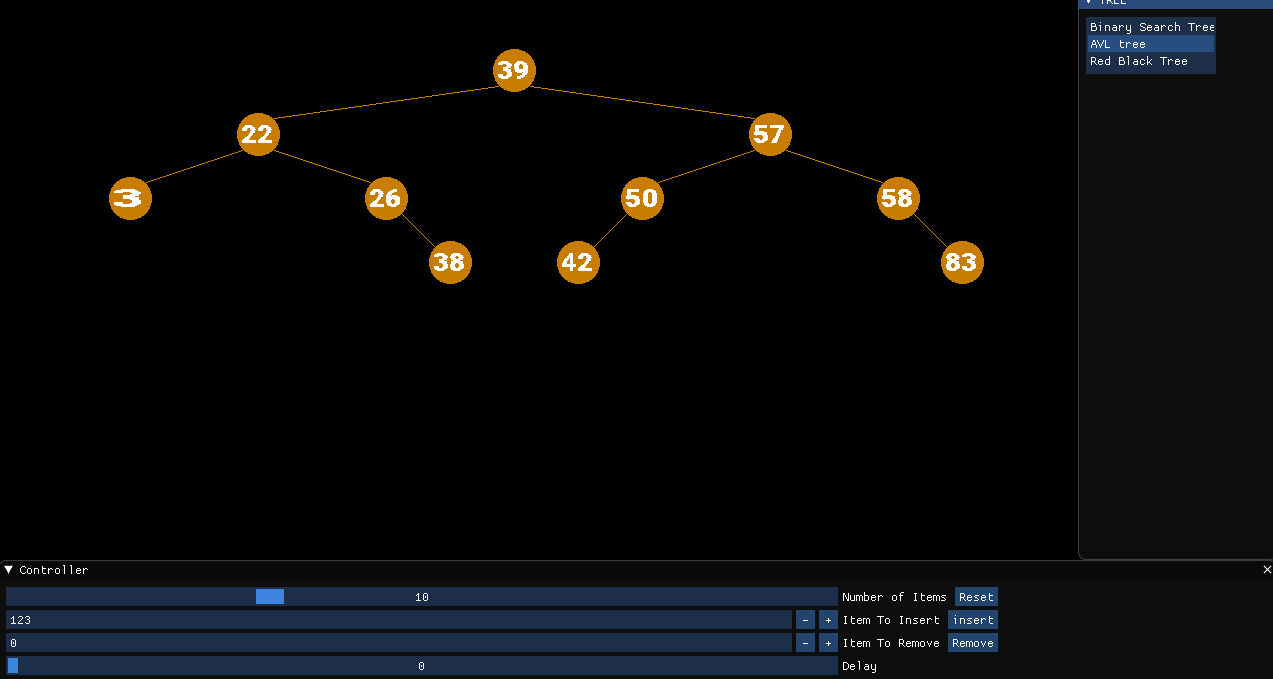 TREE
Binary Search Tree
AVL tree
Red Black Tree
39
22 57
3 26 50 58
38 42 83
Controller
10 Number of Items Reset
123 - + Item To Insert insert
0 - + Item To Remove Remove
0 Delay